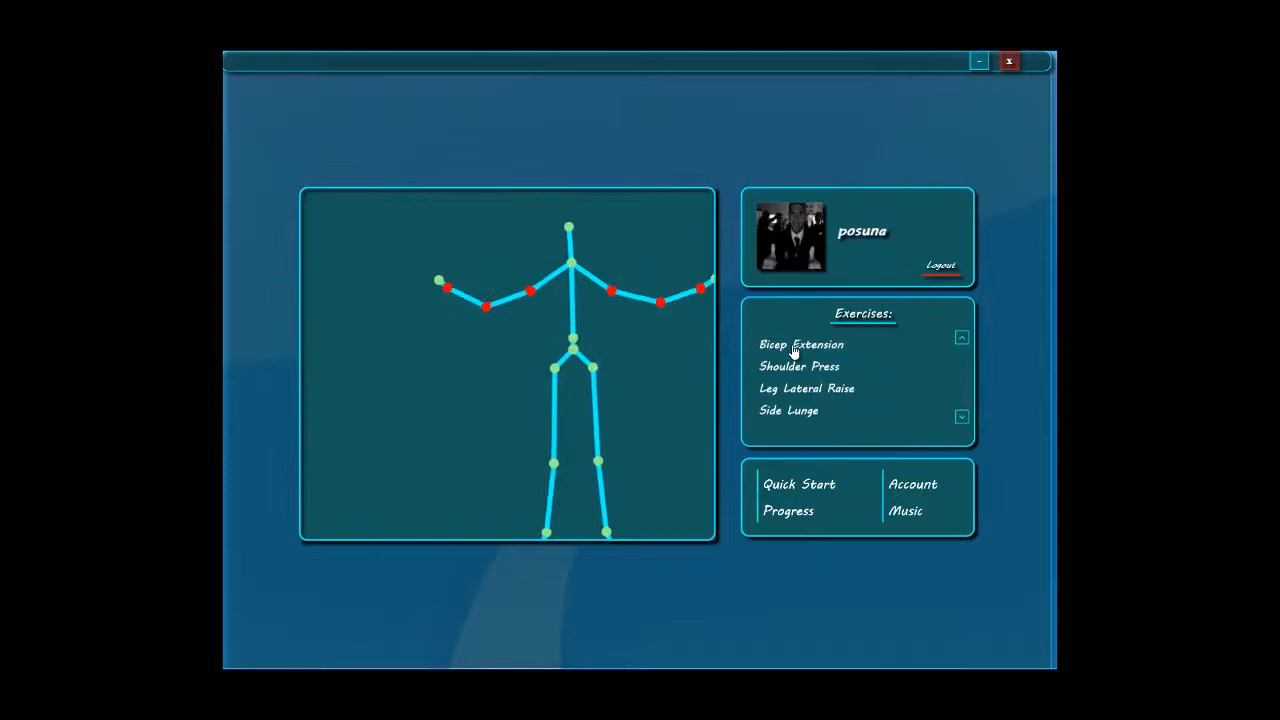 - x
posuna
Logout
Exercises:
Bicep Extension
Shoulder Press
Leg Lateral Raise
Side Lunge
Quick Start Account
Progress Music